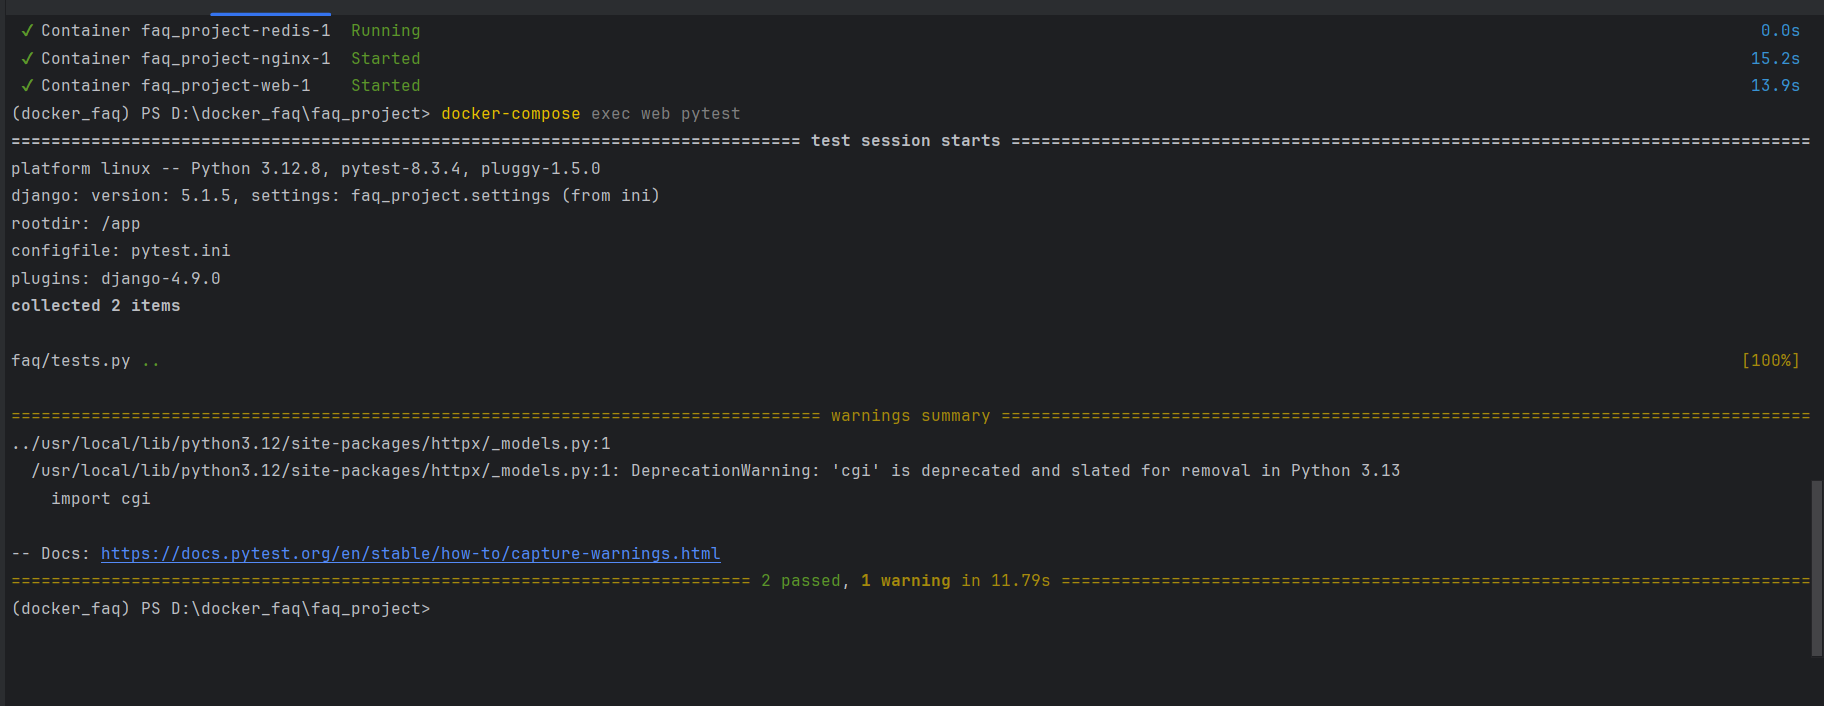 ✓ Container faq_project-redis-1 Running 0.0s
✓ Container faq_project-nginx-1 Started 15.2s
✓ Container faq_project-web-1 Started 13.9s
(docker_faq) PS D:\docker_faq\faq_project> docker-compose exec web pytest
=============================================================================== test session starts ================================================================================
platform linux -- Python 3.12.8, pytest-8.3.4, pluggy-1.5.0
django: version: 5.1.5, settings: faq_project.settings (from ini)
rootdir: /app
configfile: pytest.ini
plugins: django-4.9.0
collected 2 items
faq/tests.py .. [100%]
================================================================================= warnings summary =================================================================================
../usr/local/lib/python3.12/site-packages/httpx/_models.py:1
/usr/local/lib/python3.12/site-packages/httpx/_models.py:1: DeprecationWarning: 'cgi' is deprecated and slated for removal in Python 3.13
import cgi
-- Docs: https://docs.pytest.org/en/stable/how-to/capture-warnings.html
========================================================================== 2 passed, 1 warning in 11.79s ===========================================================================
(docker_faq) PS D:\docker_faq\faq_project>